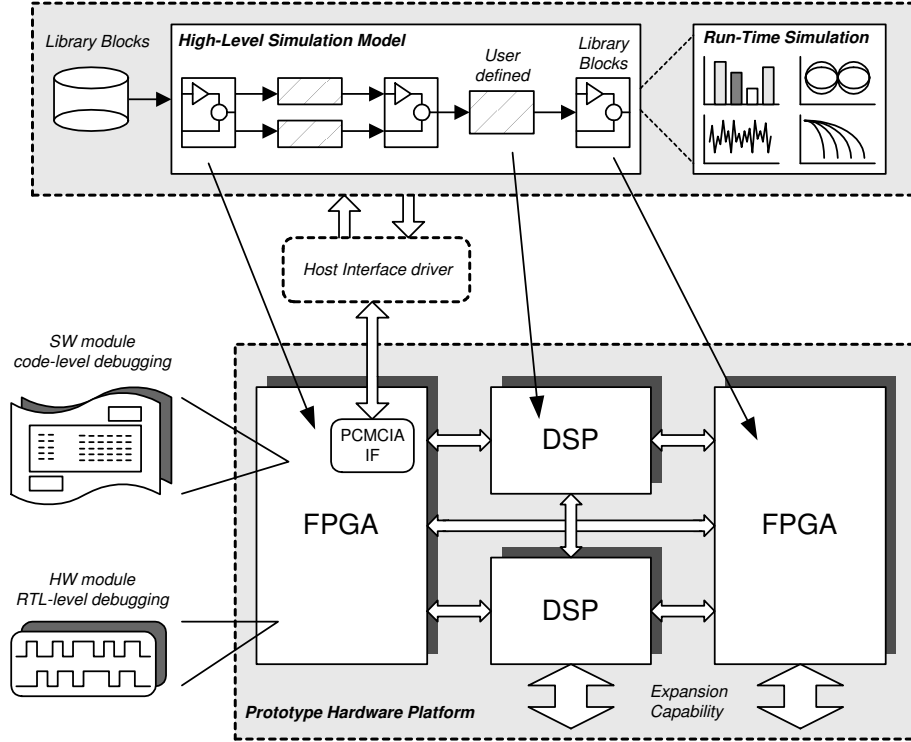 Library Blocks
High-Level Simulation Model
User
defined
Library
Blocks
Run-Time Simulation
Host Interface driver
SW module
code-level debugging
PCMCIA
IF
DSP
FPGA
FPGA
HW module
RTL-level debugging
DSP
Prototype Hardware Platform
Expansion
Capability